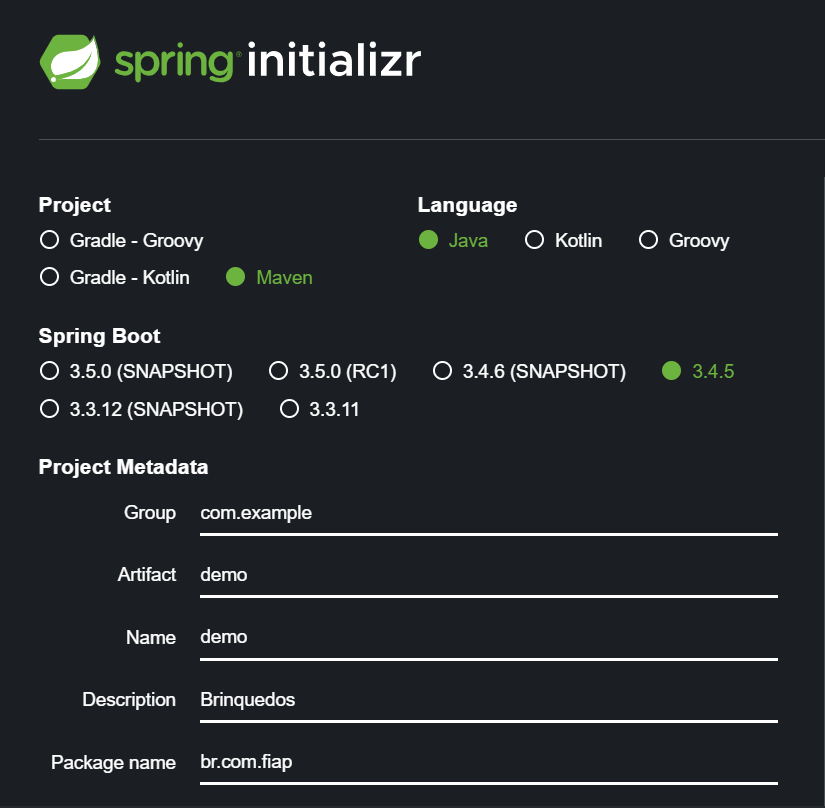 spring initializr
Project
Gradle - Groovy
Gradle - Kotlin Maven
Language
Java Kotlin Groovy
Spring Boot
3.5.0 (SNAPSHOT) 3.5.0 (RC1) 3.4.6 (SNAPSHOT) 3.4.5
3.3.12 (SNAPSHOT) 3.3.11
Project Metadata
Group com.example
Artifact demo
Name demo
Description Brinquedos
Package name br.com.fiap